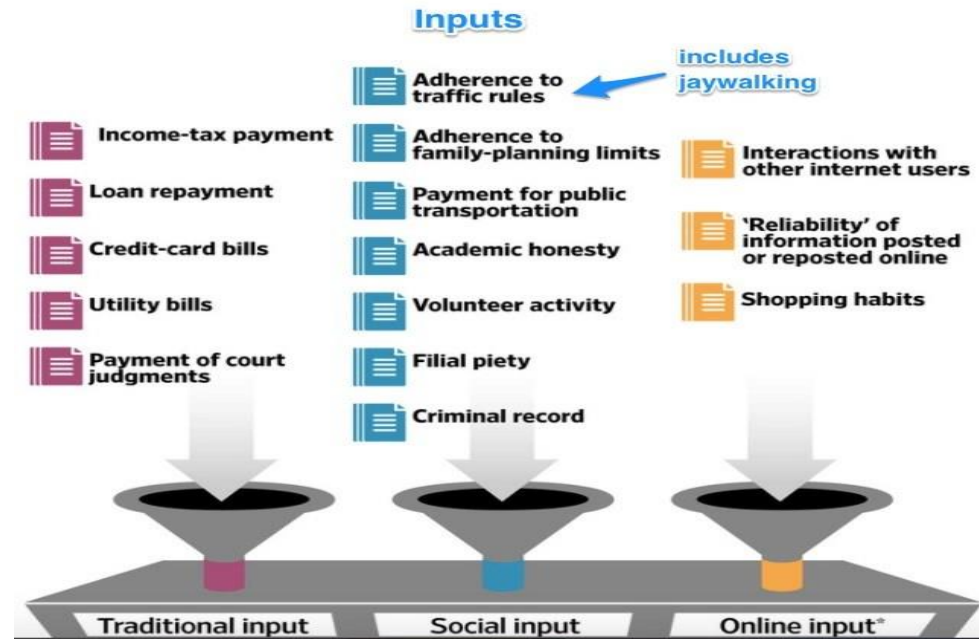 Inputs
includes
jaywalking
Income-tax payment
Loan repayment
Credit-card bills
Utility bills
Payment of court
judgments
Adherence to
traffic rules
Adherence to
family-planning limits
Payment for public
transportation
Academic honesty
Volunteer activity
Filial piety
Criminal record
Interactions with
other internet users
‘Reliability’ of
information posted
or reposted online
Shopping habits
Traditional input
Social input
Online input*